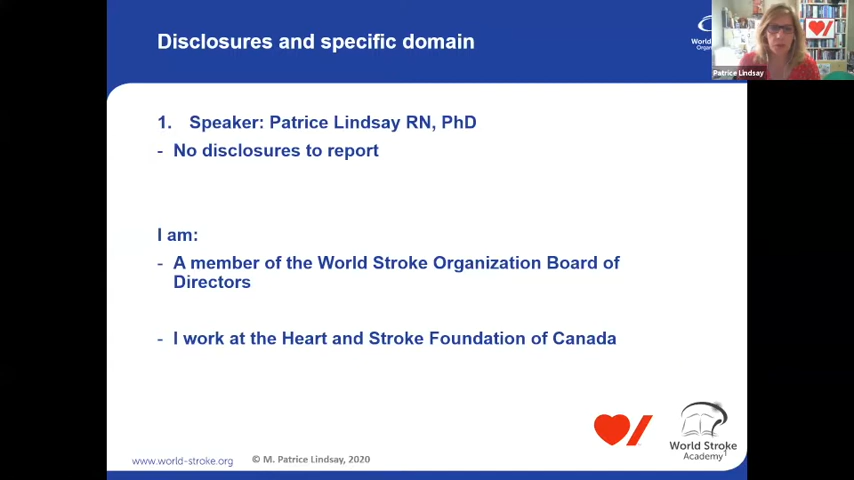 Disclosures and specific domain
World
Patrice Lindsay
1. Speaker: Patrice Lindsay RN, PhD
- No disclosures to report
I am:
- A member of the World Stroke Organization Board of
Directors
- I work at the Heart and Stroke Foundation of Canada
World Stroke
Academy
1
www.world-stroke.org
© M. Patrice Lindsay, 2020